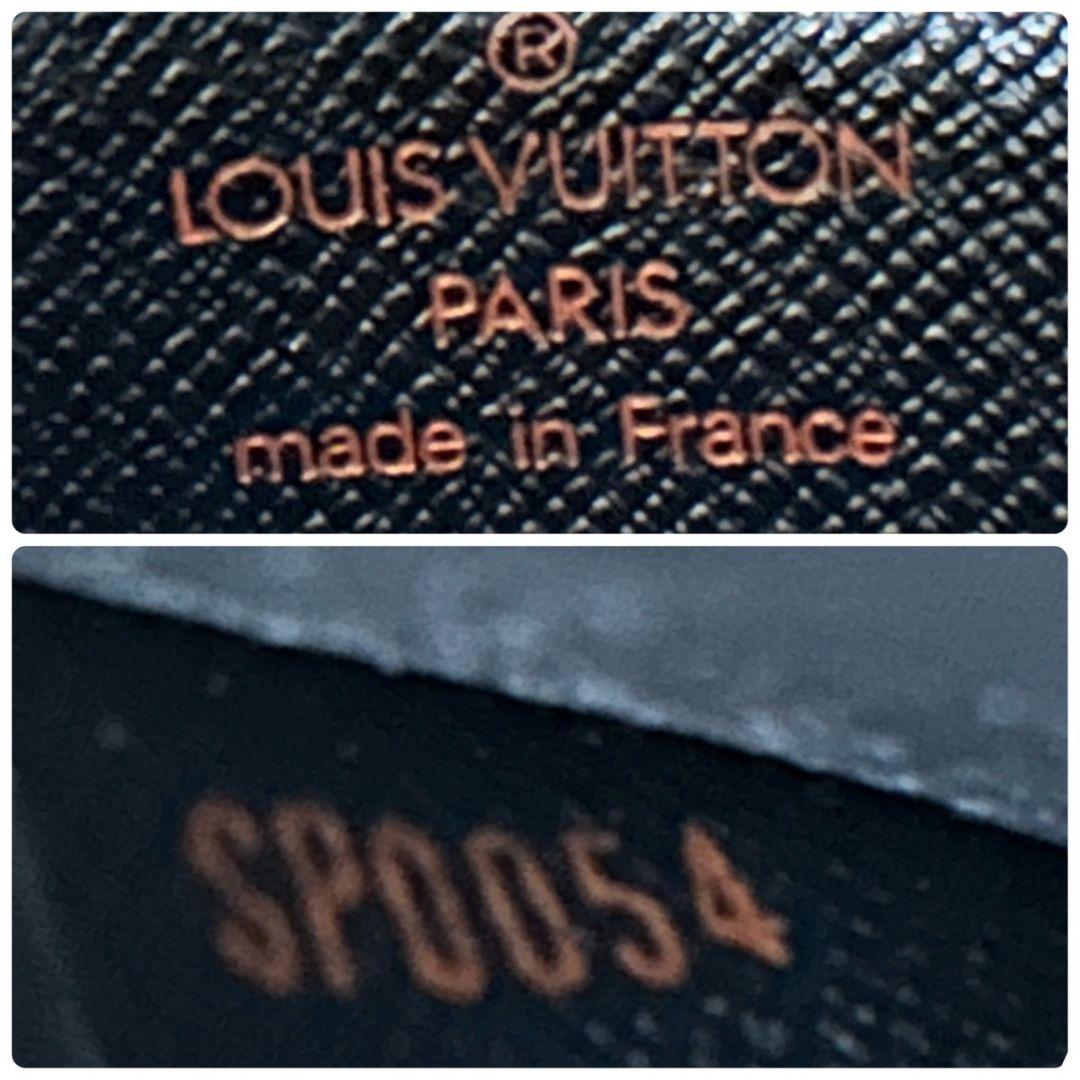 ®
LOUIS VUITTON
PARIS
made in France
SP0054